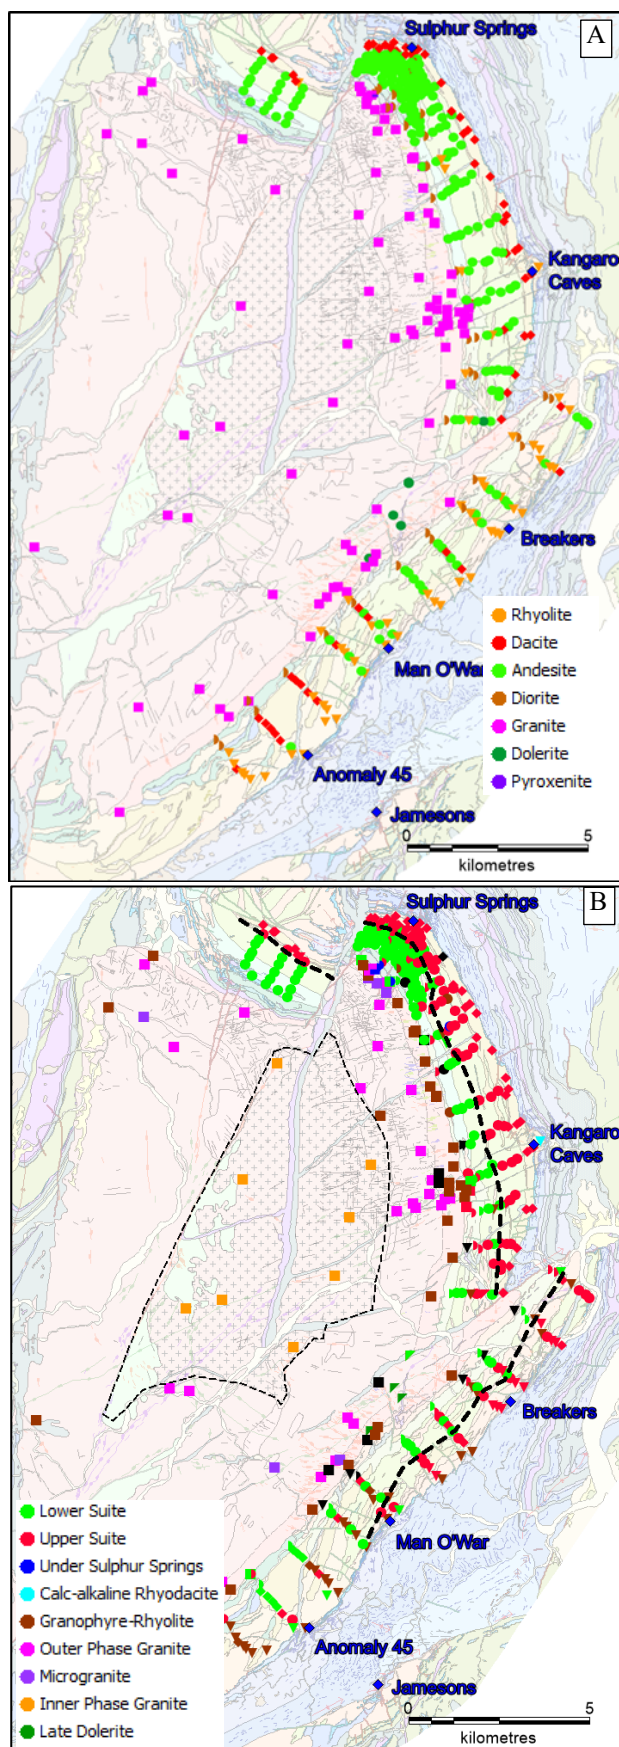 A
Sulphur Springs
Kangaro
Caves
Breakers
Rhyolite
Dacite
Andesite
Diorite
Granite
Dolerite
Pyroxenite
Man O'War
Anomaly 45
Jamesons
0 5
kilometres
B
Sulphur Springs
Kangaro
Caves
Breakers
Lower Suite
Upper Suite
Under Sulphur Springs
Calc-alkaline Rhyodacite
Granophyre-Rhyolite
Outer Phase Granite
Microgranite
Inner Phase Granite
Late Dolerite
Man O'War
Anomaly 45
Jamesons
0 5
kilometres